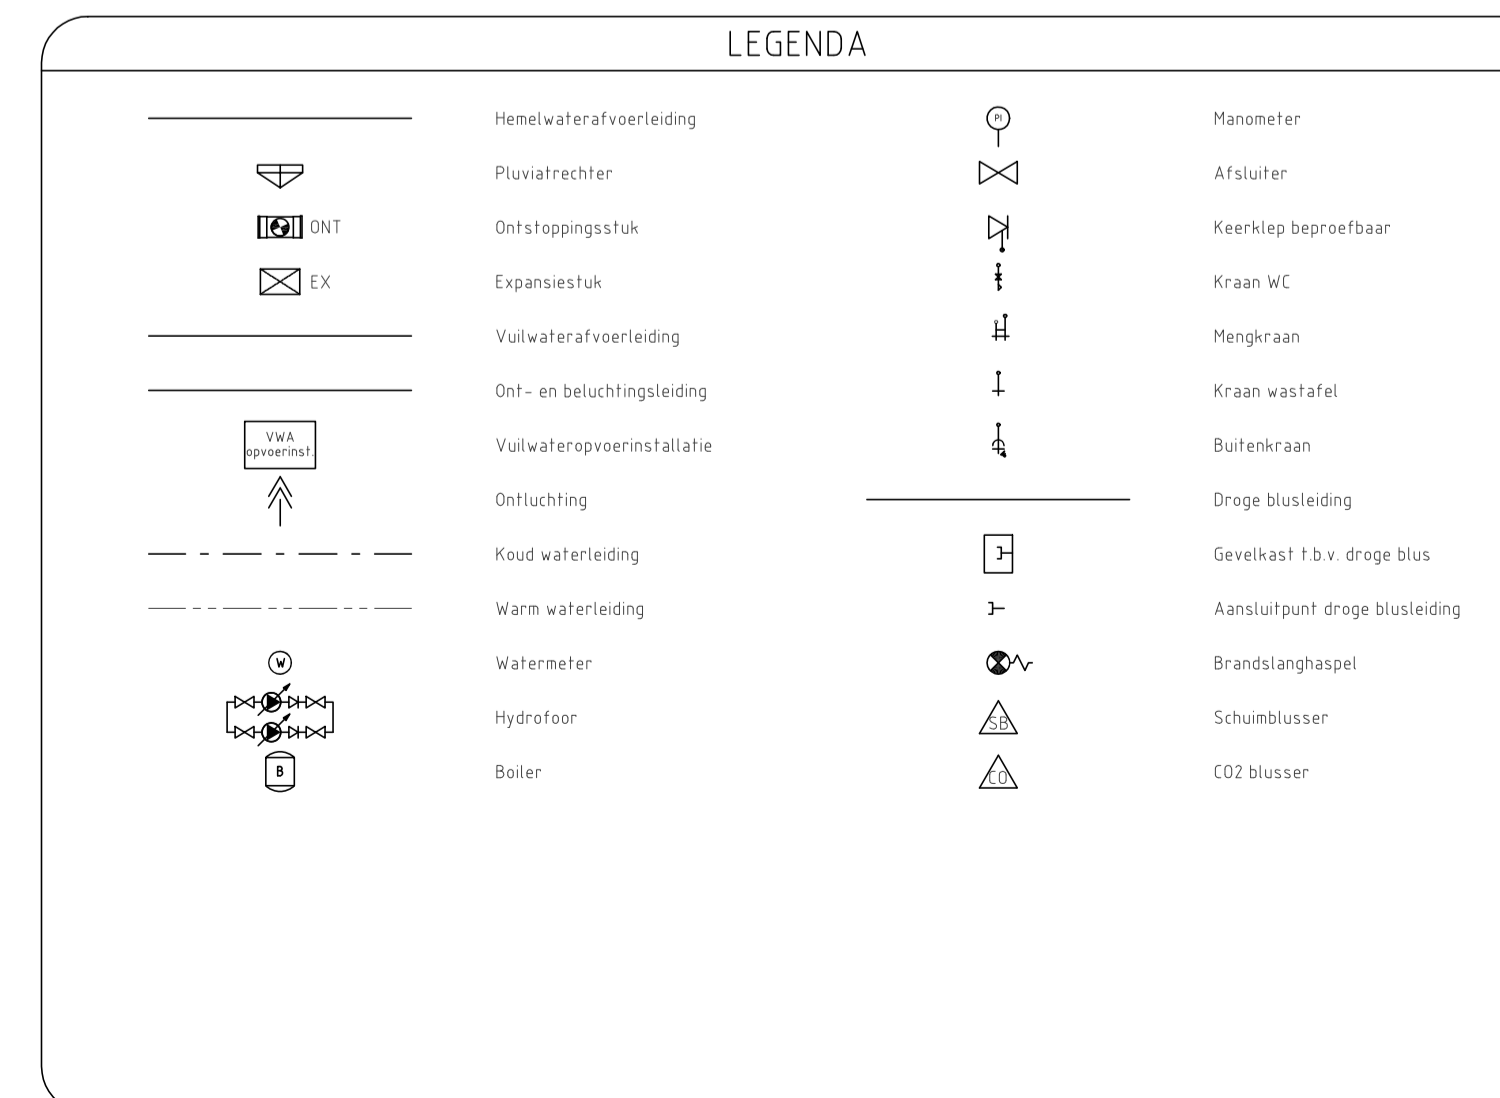 LEGENDA
Hemelwaterafvoerleiding
Pluviatrechter
ONT Ontstoppingsstuk
EX Expansiestuk
Vuilwaterafvoerleiding
Ont- en beluchtingsleiding
VWA
opvoerinst.
Vuilwateropvoerinstallatie
Ontluchting
Koud waterleiding
Warm waterleiding
W Watermeter
Hydrofoor
B Boiler
PI Manometer
Afsluiter
Keerklep beproefbaar
Kraan WC
Mengkraan
Kraan wastafel
Buitenkraan
Droge blusleiding
Gevelkast t.b.v. droge blus
Aansluitpunt droge blusleiding
Brandslanghaspel
SB Schuimblusser
CO CO2 blusser